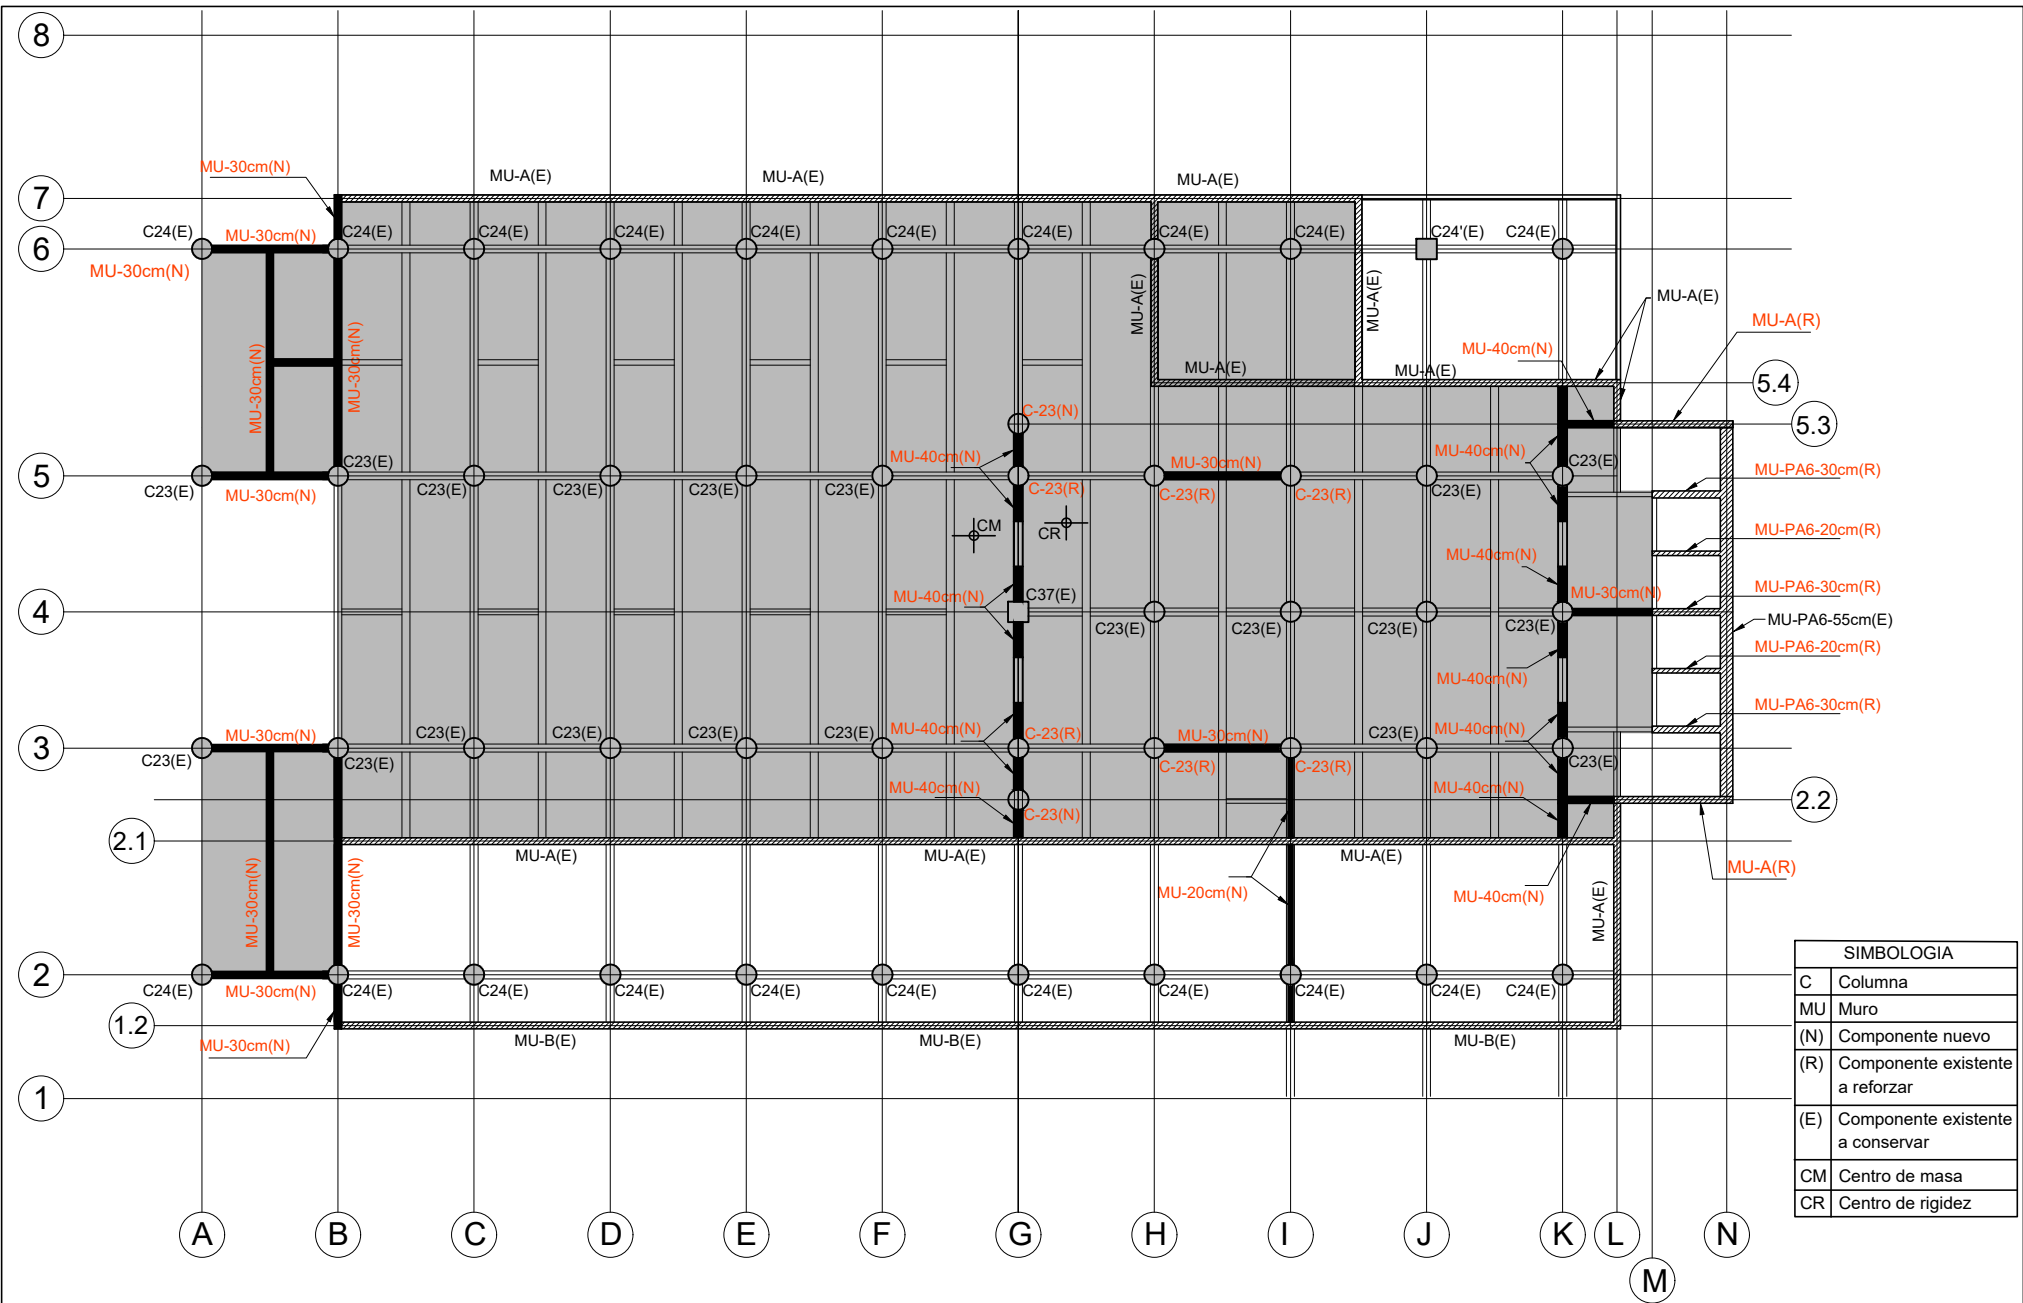 8
MU-30cm(N)
MU-A(E)
MU-A(E)
MU-A(E)
7
C24(E)
MU-30cm(N)
C24(E)
C24(E)
C24(E)
C24(E)
C24(E)
C24(E)
C24(E)
C24(E)
C24'(E)
C24(E)
6
MU-30cm(N)
MU-A(E)
MU-A(E)
MU-A(E)
MU-A(R)
MU-30cm(N)
MU-30cm(N)
MU-40cm(N)
MU-A(E)
MU-A(E)
5.4
C-23(N)
5.3
MU-40cm(N)
MU-40cm(N)
C23(E)
MU-30cm(N)
C23(E)
MU-PA6-30cm(R)
5
C23(E)
MU-30cm(N)
C23(E)
C23(E)
C23(E)
C23(E)
C-23(R)
C-23(R)
C-23(R)
C23(E)
CM
CR
MU-PA6-20cm(R)
MU-40cm(N)
MU-40cm(N)
C37(E)
MU-30cm(N)
MU-PA6-30cm(R)
4
C23(E)
C23(E)
C23(E)
C23(E)
MU-PA6-55cm(E)
MU-PA6-20cm(R)
MU-40cm(N)
MU-PA6-30cm(R)
MU-30cm(N)
C23(E)
C23(E)
C23(E)
C23(E)
MU-40cm(N)
C-23(R)
MU-30cm(N)
C23(E)
MU-40cm(N)
3
C23(E)
C23(E)
C-23(R)
C-23(R)
C23(E)
MU-40cm(N)
MU-40cm(N)
C-23(N)
2.2
2.1
MU-A(E)
MU-A(E)
MU-A(E)
MU-A(R)
MU-30cm(N)
MU-30cm(N)
MU-20cm(N)
MU-40cm(N)
MU-A(E)
2
C24(E)
MU-30cm(N)
C24(E)
C24(E)
C24(E)
C24(E)
C24(E)
C24(E)
C24(E)
C24(E)
C24(E)
C24(E)
1.2
MU-30cm(N)
MU-B(E)
MU-B(E)
MU-B(E)
1
SIMBOLOGIA
C Columna
MU Muro
(N) Componente nuevo
(R) Componente existente
a reforzar
(E) Componente existente
a conservar
CM Centro de masa
CR Centro de rigidez
A B C D E F G H I J K L N
M